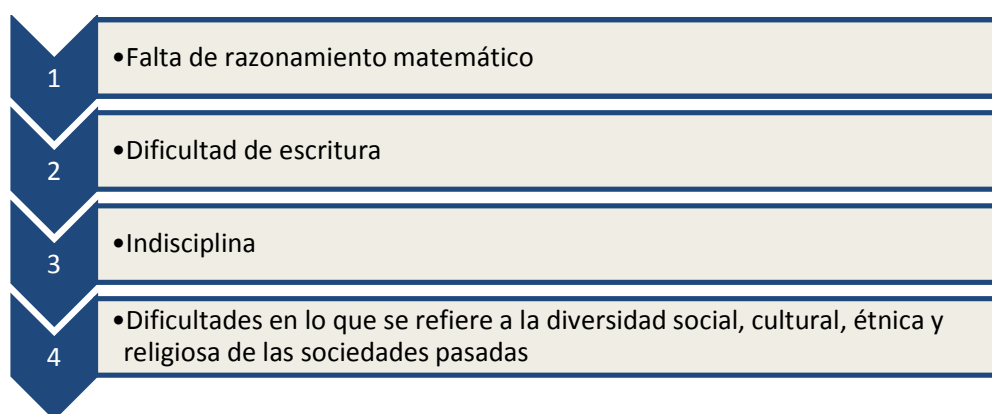 1
•Falta de razonamiento matemático
2
•Dificultad de escritura
3
•Indisciplina
4
•Dificultades en lo que se refiere a la diversidad social, cultural, étnica y
religiosa de las sociedades pasadas